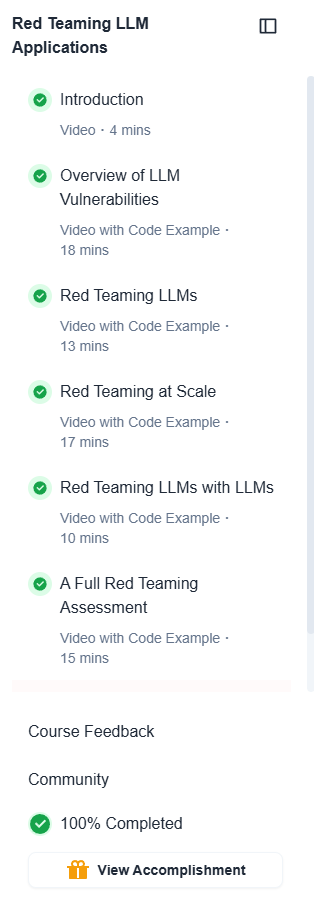 Red Teaming LLM
Applications
Introduction
Video · 4 mins
Overview of LLM
Vulnerabilities
Video with Code Example ·
18 mins
Red Teaming LLMs
Video with Code Example ·
13 mins
Red Teaming at Scale
Video with Code Example ·
17 mins
Red Teaming LLMs with LLMs
Video with Code Example ·
10 mins
A Full Red Teaming
Assessment
Video with Code Example ·
15 mins
Course Feedback
Community
100% Completed
View Accomplishment